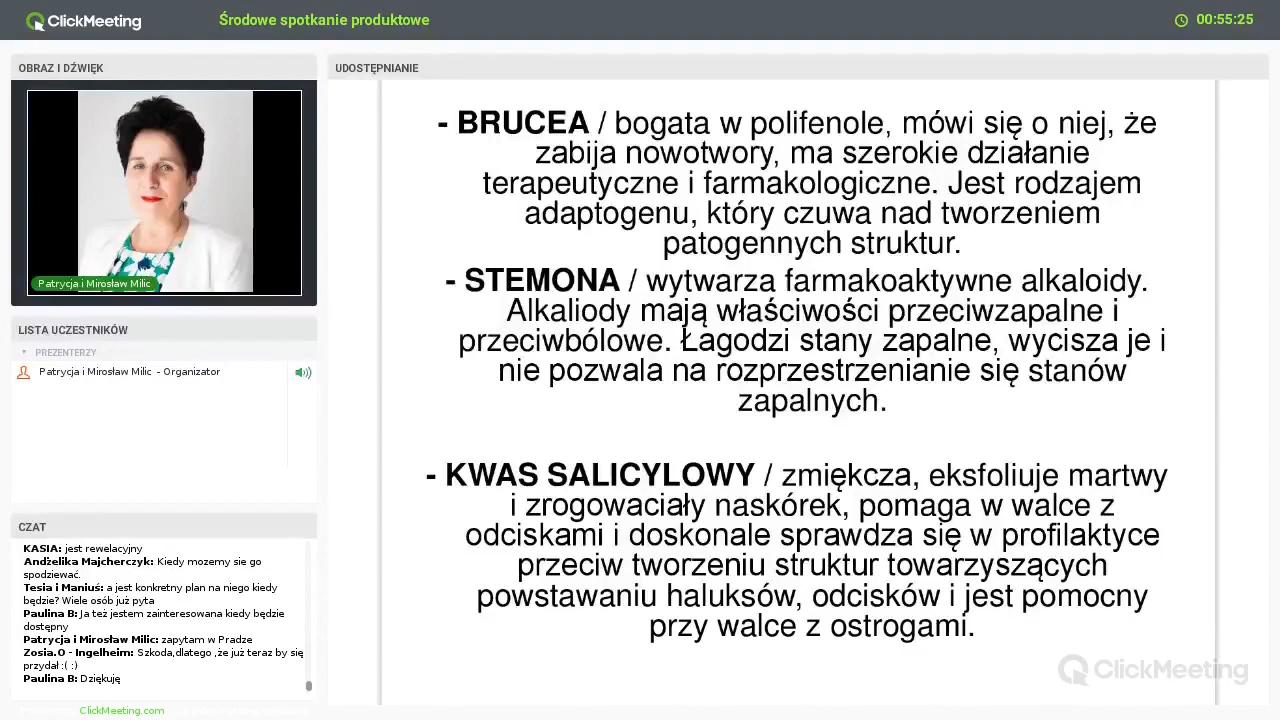 ClickMeeting
Środowe spotkanie produktowe
00:55:25
OBRAZ I DŹWIĘK
Patrycja i Mirosław Milic
LISTA UCZESTNIKÓW
PREZENTERZY
Patrycja i Mirosław Milic - Organizator
CZAT
KASIA: jest rewelacyjny
Andżelika Majcherczyk: Kiedy mozemy sie go
spodziewać.
Tesia i Maniuś: a jest konkretny plan na niego kiedy
będzie? Wiele osób już pyta
Paulina B: Ja też jestem zainteresowana kiedy będzie
dostępny
Patrycja i Mirosław Milic: zapytam w Pradze
Zosia.O - Ingelheim: Szkoda,dlatego ,że już teraz by się
przydał :( :)
Paulina B: Dziękuję
ClickMeeting.com
UDOSTĘPNIANIE
- BRUCEA / bogata w polifenole, mówi się o niej, że
zabija nowotwory, ma szerokie działanie
terapeutyczne i farmakologiczne. Jest rodzajem
adaptogenu, który czuwa nad tworzeniem
patogennych struktur.
- STEMONA / wytwarza farmakoaktywne alkaloidy.
Alkaliody mają właściwości przeciwzapalne i
przeciwbólowe. Łagodzi stany zapalne, wycisza je i
nie pozwala na rozprzestrzenianie się stanów
zapalnych.
- KWAS SALICYLOWY / zmiękcza, eksfoliuje martwy
i zrogowaciały naskórek, pomaga w walce z
odciskami i doskonale sprawdza się w profilaktyce
przeciw tworzeniu struktur towarzyszących
powstawaniu haluksów, odcisków i jest pomocny
przy walce z ostrogami.
ClickMeeting